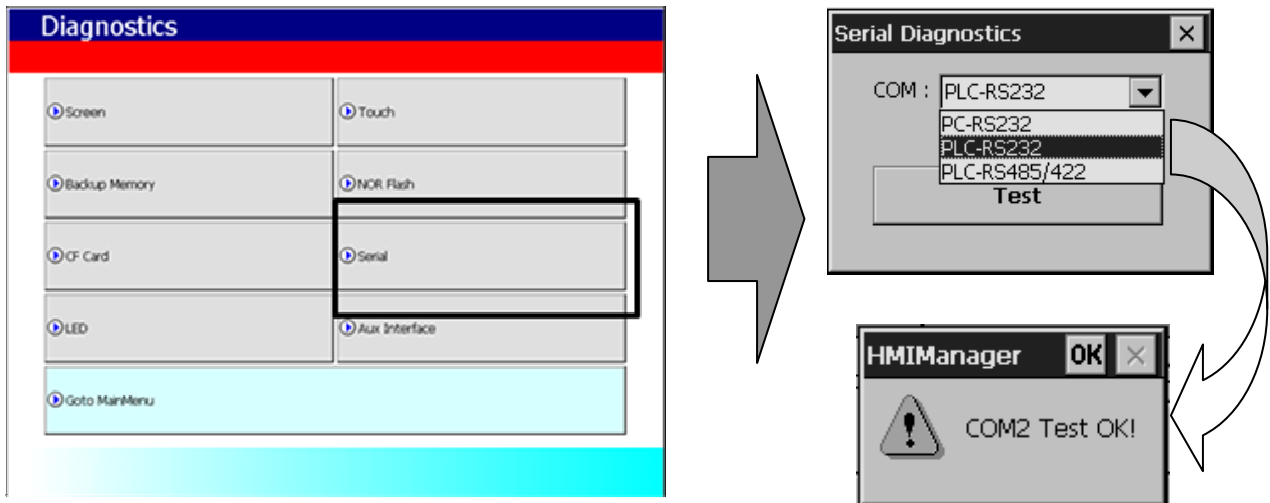 Diagnostics
Screen
Touch
Backup Memory
NOR Flash
CF Card
Serial
LED
Aux Interface
Goto MainMenu
Serial Diagnostics
COM : PLC-RS232
PC-RS232
PLC-RS232
PLC-RS485/422
Test
HMIManager OK
COM2 Test OK!